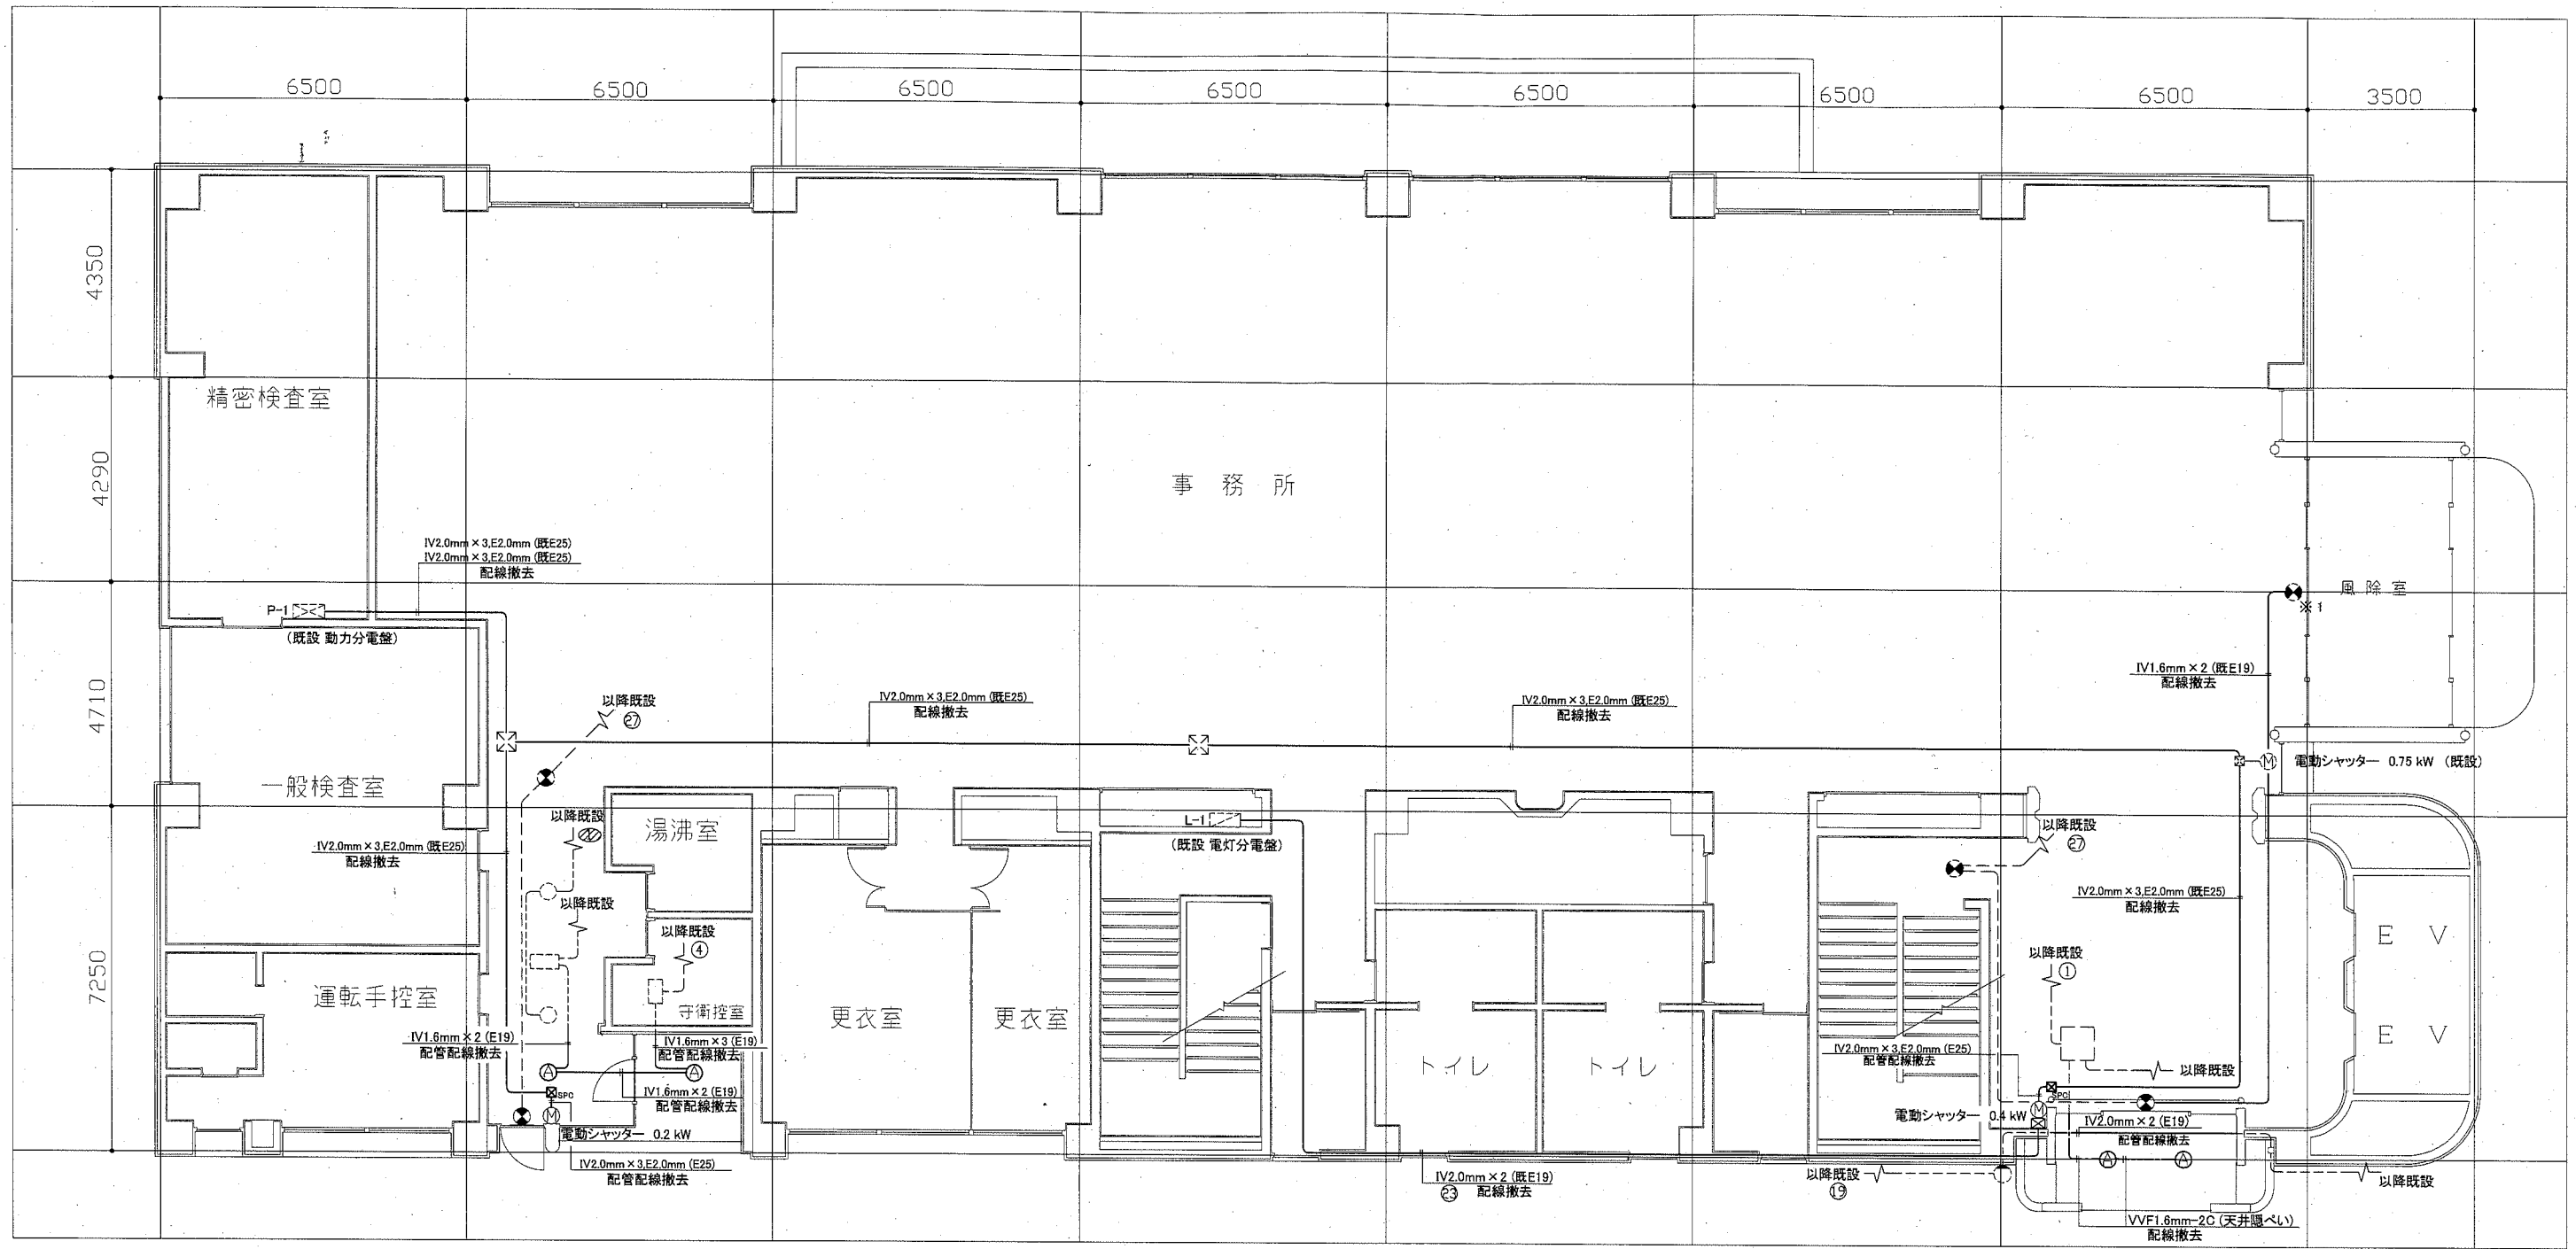 6500
6500
6500
6500
6500
6500
6500
3500
4350
4290
4710
7250
精密検査室
事 務 所
IV2.0mm×3,E2.0mm (既E25)
IV2.0mm×3,E2.0mm (既E25)
配線撤去
P-1
(既設 動力分電盤)
風 除 室
※1
IV1.6mm×2 (既E19)
配線撤去
以降既設
㉗
IV2.0mm×3,E2.0mm (既E25)
配線撤去
IV2.0mm×3,E2.0mm (既E25)
配線撤去
M
電動シャッター 0.75 kW (既設)
一般検査室
以降既設
湯沸室
L-1
(既設 電灯分電盤)
以降既設
㉗
IV2.0mm×3,E2.0mm (既E25)
配線撤去
以降既設
IV2.0mm×3,E2.0mm (既E25)
配線撤去
以降既設
④
以降既設
①
E V
E V
運転手控室
守衛控室
更衣室
更衣室
トイレ
トイレ
IV1.6mm×2 (E19)
配管配線撤去
IV1.6mm×3 (E19)
配管配線撤去
IV2.0mm×3,E2.0mm (E25)
配管配線撤去
以降既設
A
A
IV1.6mm×2 (E19)
配管配線撤去
SPC
M
電動シャッター 0.2 kW
SPC
M
電動シャッター 0.4 kW
IV2.0mm×2 (E19)
配管配線撤去
A
A
IV2.0mm×3,E2.0mm (E25)
配管配線撤去
IV2.0mm×2 (既E19)
㉓ 配線撤去
以降既設
⑲
以降既設
VVF1.6mm-2C (天井隠ぺい)
配線撤去